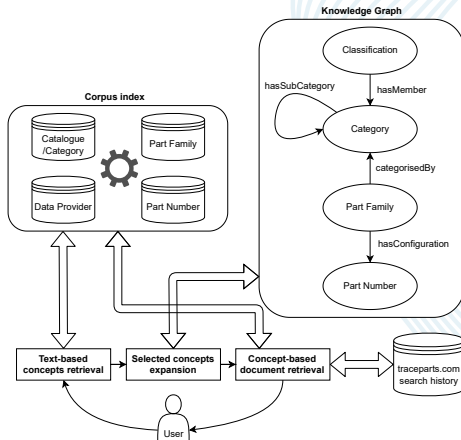 Knowledge Graph
Classification
hasSubCategory
hasMember
Category
categorisedBy
Part Family
hasConfiguration
Part Number
Corpus index
Catalogue
/Category
Part Family
Data Provider
Part Number
Text-based
concepts retrieval
Selected concepts
expansion
Concept-based
document retrieval
traceparts.com
search history
User